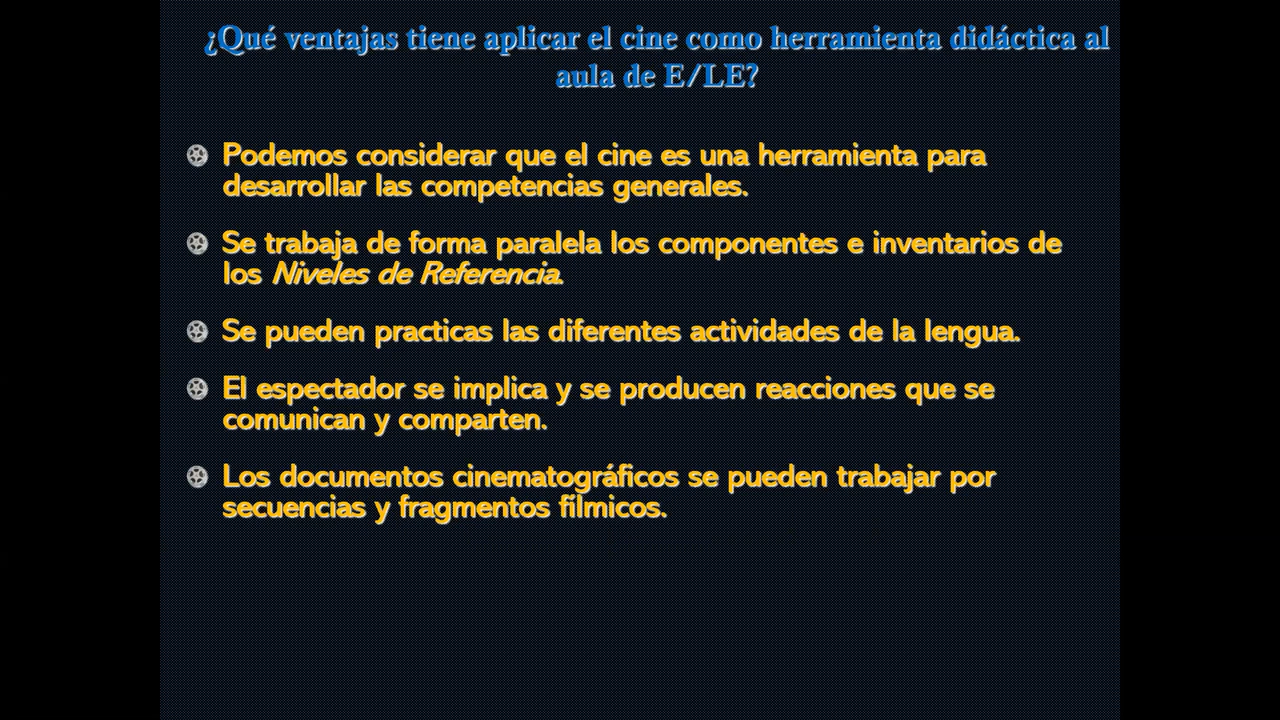 ¿Qué ventajas tiene aplicar el cine como herramienta didáctica al
aula de E/LE?
Podemos considerar que el cine es una herramienta para
desarrollar las competencias generales.
Se trabaja de forma paralela los componentes e inventarios de
los Niveles de Referencia.
Se pueden practicas las diferentes actividades de la lengua.
El espectador se implica y se producen reacciones que se
comunican y comparten.
Los documentos cinematográficos se pueden trabajar por
secuencias y fragmentos fílmicos.